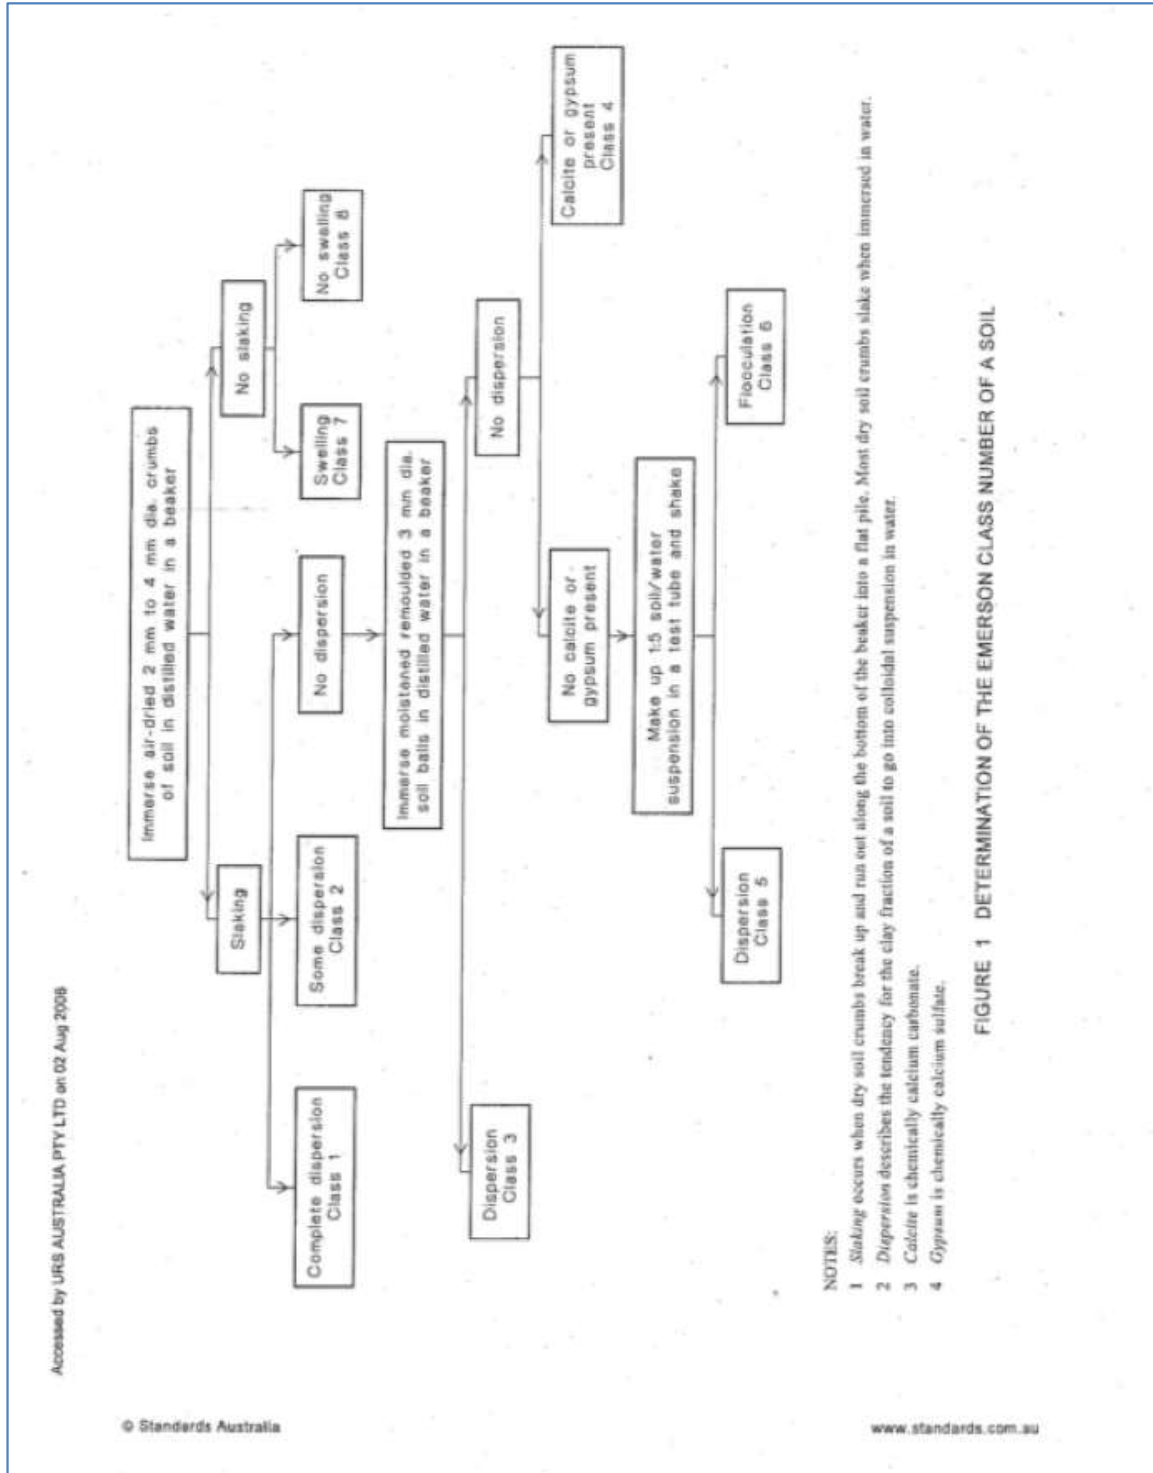 Accessed by URS AUSTRALIA PTY LTD on 02 Aug 2006
Immerse air-dried 2 mm to 4 mm dia. crumbs
of soil in distilled water in a beaker
Slaking
No slaking
Complete dispersion
Class 1
Some dispersion
Class 2
No dispersion
Swelling
Class 7
No swelling
Class 8
Immerse moistened remoulded 3 mm dia.
soil balls in distilled water in a beaker
Dispersion
Class 3
No dispersion
No calcite or
gypsum present
Calcite or gypsum
present
Class 4
Make up 1:5 soil/water
suspension in a test tube and shake
Dispersion
Class 5
Flocculation
Class 6
NOTES:
1 Slaking occurs when dry soil crumbs break up and run out along the bottom of the beaker into a flat pile. Most dry soil crumbs slake when immersed in water.
2 Dispersion describes the tendency for the clay fraction of a soil to go into colloidal suspension in water.
3 Calcite is chemically calcium carbonate.
4 Gypsum is chemically calcium sulfate.
FIGURE 1 DETERMINATION OF THE EMERSON CLASS NUMBER OF A SOIL
© Standards Australia
www.standards.com.au